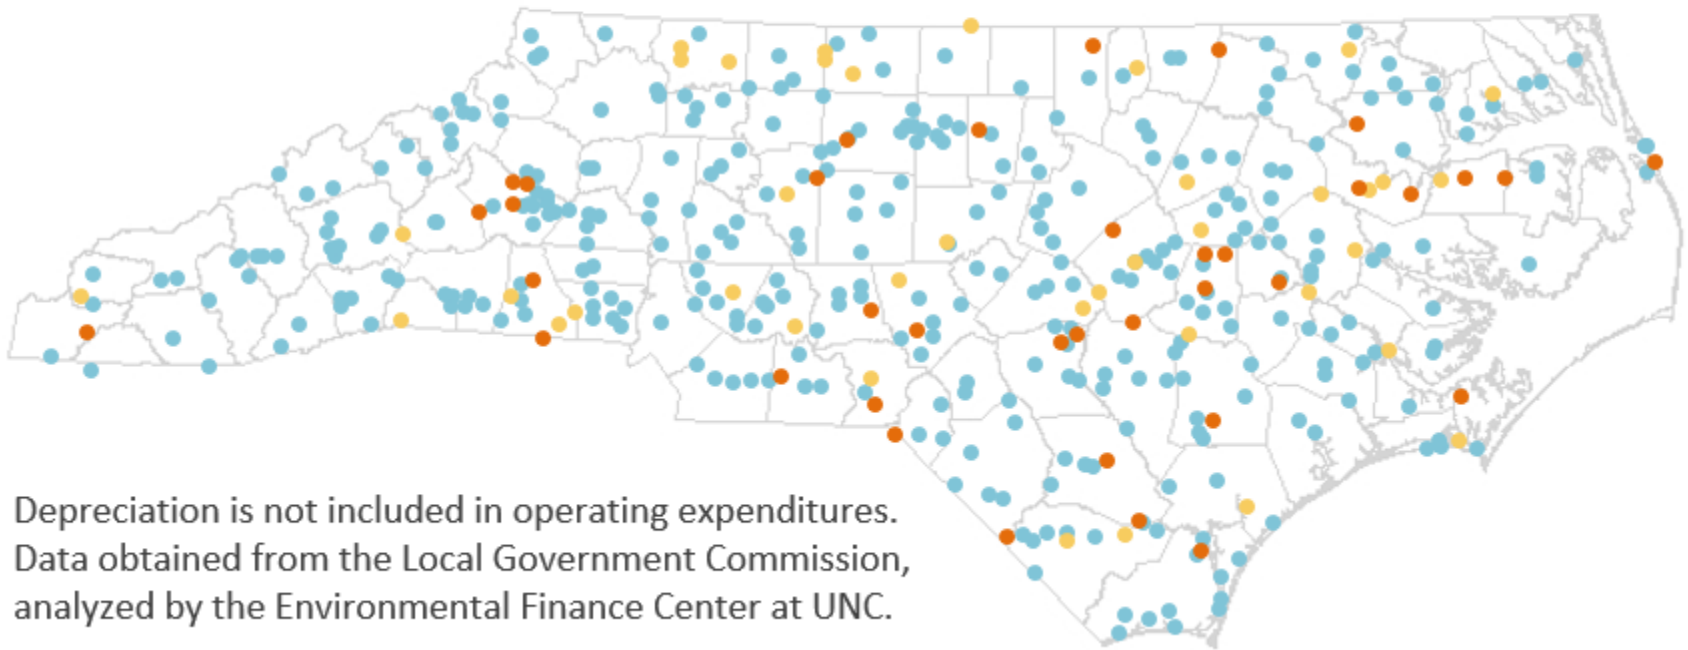 Depreciation is not included in operating expenditures.
Data obtained from the Local Government Commission,
analyzed by the Environmental Finance Center at UNC.